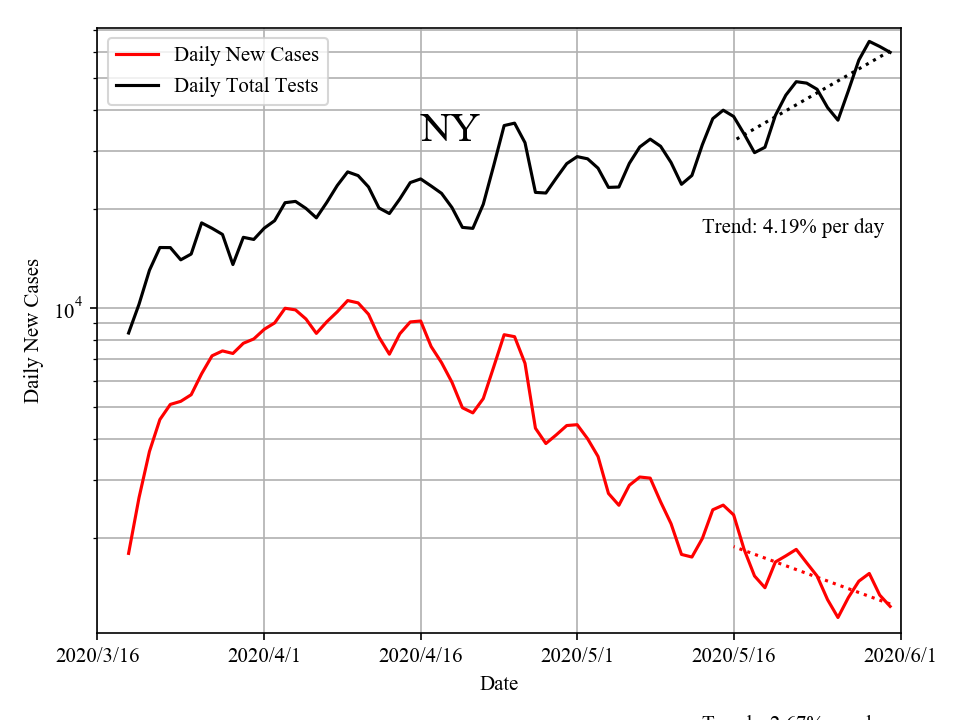 Daily New Cases
Daily Total Tests
NY
Trend: 4.19% per day
Daily New Cases
10^4
2020/3/16
2020/4/1
2020/4/16
2020/5/1
2020/5/16
2020/6/1
Date